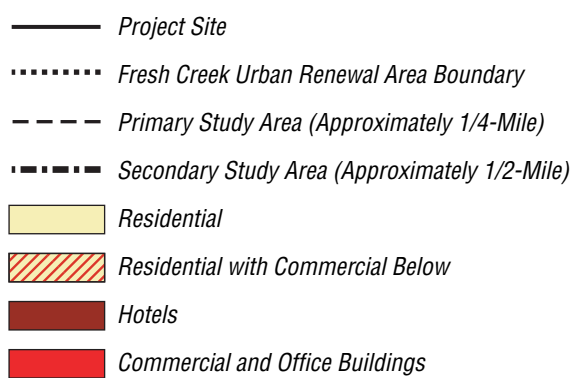 Project Site
Fresh Creek Urban Renewal Area Boundary
Primary Study Area (Approximately 1/4-Mile)
Secondary Study Area (Approximately 1/2-Mile)
Residential
Residential with Commercial Below
Hotels
Commercial and Office Buildings